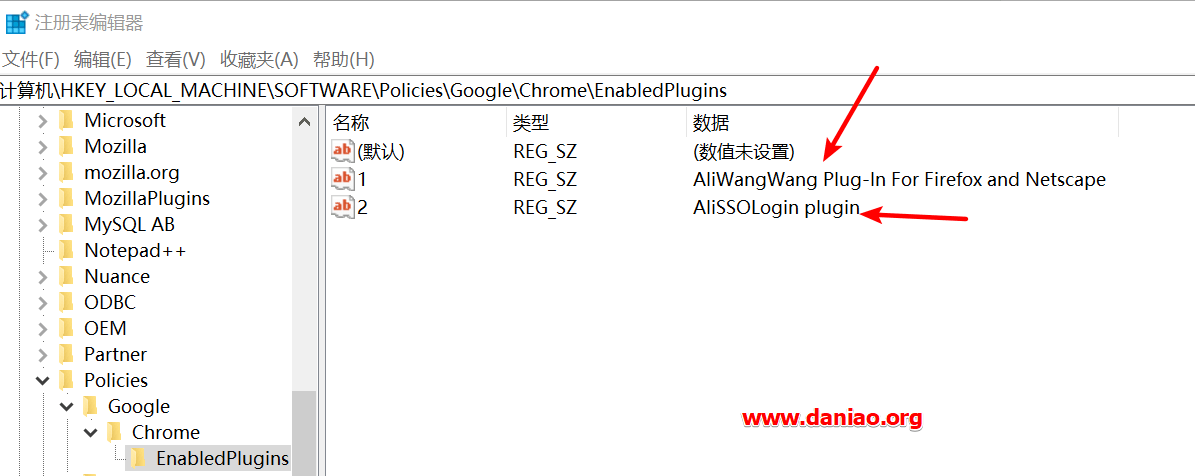 注册表编辑器
文件(F) 编辑(E) 查看(V) 收藏夹(A) 帮助(H)
计算机\HKEY_LOCAL_MACHINE\SOFTWARE\Policies\Google\Chrome\EnabledPlugins
Microsoft
Mozilla
mozilla.org
MozillaPlugins
MySQL AB
Notepad++
Nuance
ODBC
OEM
Partner
Policies
Google
Chrome
EnabledPlugins
名称 类型 数据
ab (默认) REG_SZ (数值未设置)
ab 1 REG_SZ AliWangWang Plug-In For Firefox and Netscape
ab 2 REG_SZ AliSSOLogin plugin
www.daniao.org